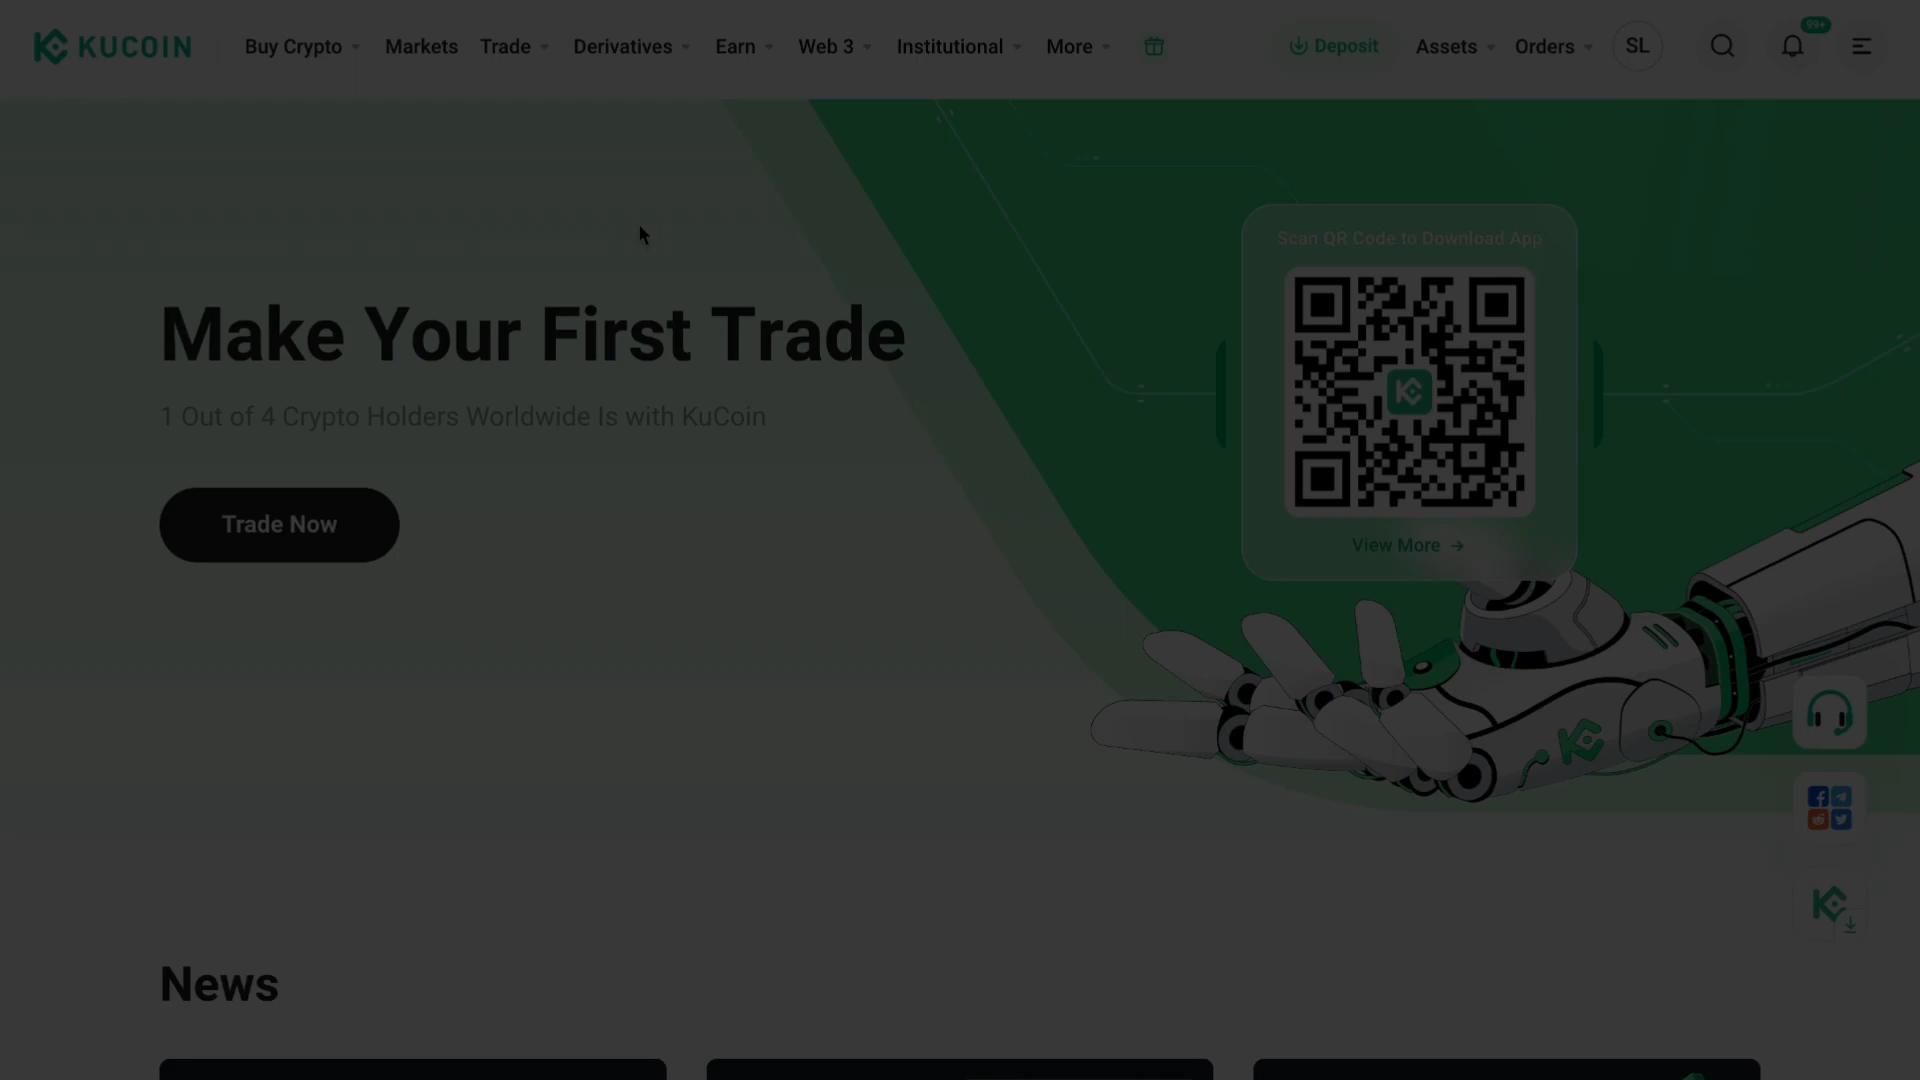 KUCOIN
Buy Crypto
Markets
Trade
Derivatives
Earn
Web 3
Institutional
More
Deposit
Assets
Orders
SL
99+
Make Your First Trade
1 Out of 4 Crypto Holders Worldwide Is with KuCoin
Trade Now
Scan QR Code to Download App
View More →
News